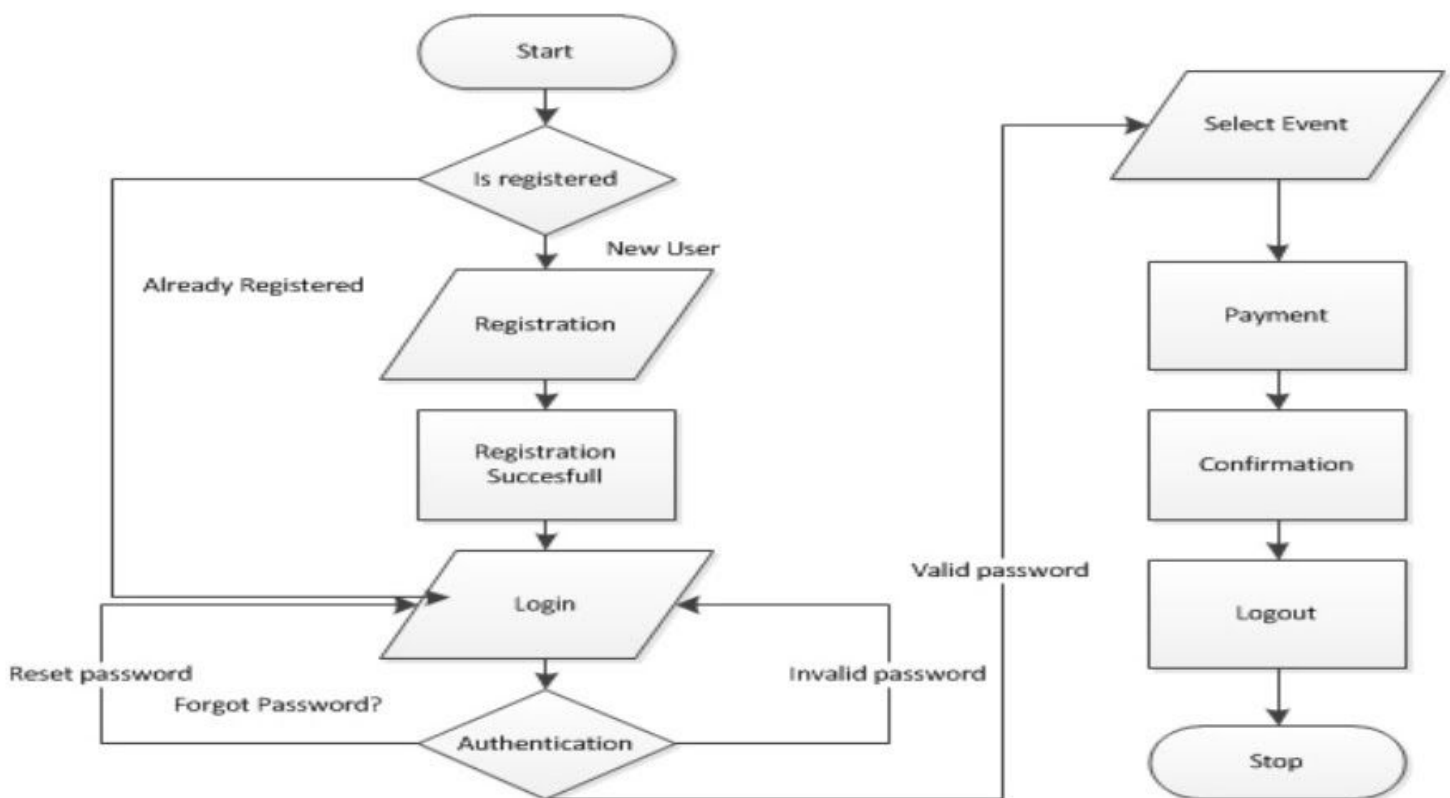 Start
Is registered
New User
Already Registered
Registration
Registration
Succesfull
Login
Reset password
Forgot Password?
Invalid password
Authentication
Valid password
Select Event
Payment
Confirmation
Logout
Stop